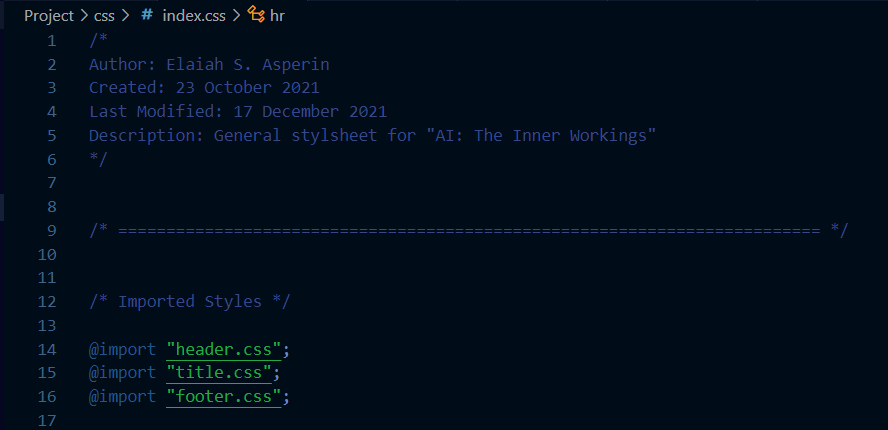 Project > css > # index.css > hr
1 /*
2 Author: Elaiah S. Asperin
3 Created: 23 October 2021
4 Last Modified: 17 December 2021
5 Description: General stylsheet for "AI: The Inner Workings"
6 */
7
8
9 /* ========================================================================= */
10
11
12 /* Imported Styles */
13
14 @import "header.css";
15 @import "title.css";
16 @import "footer.css";
17